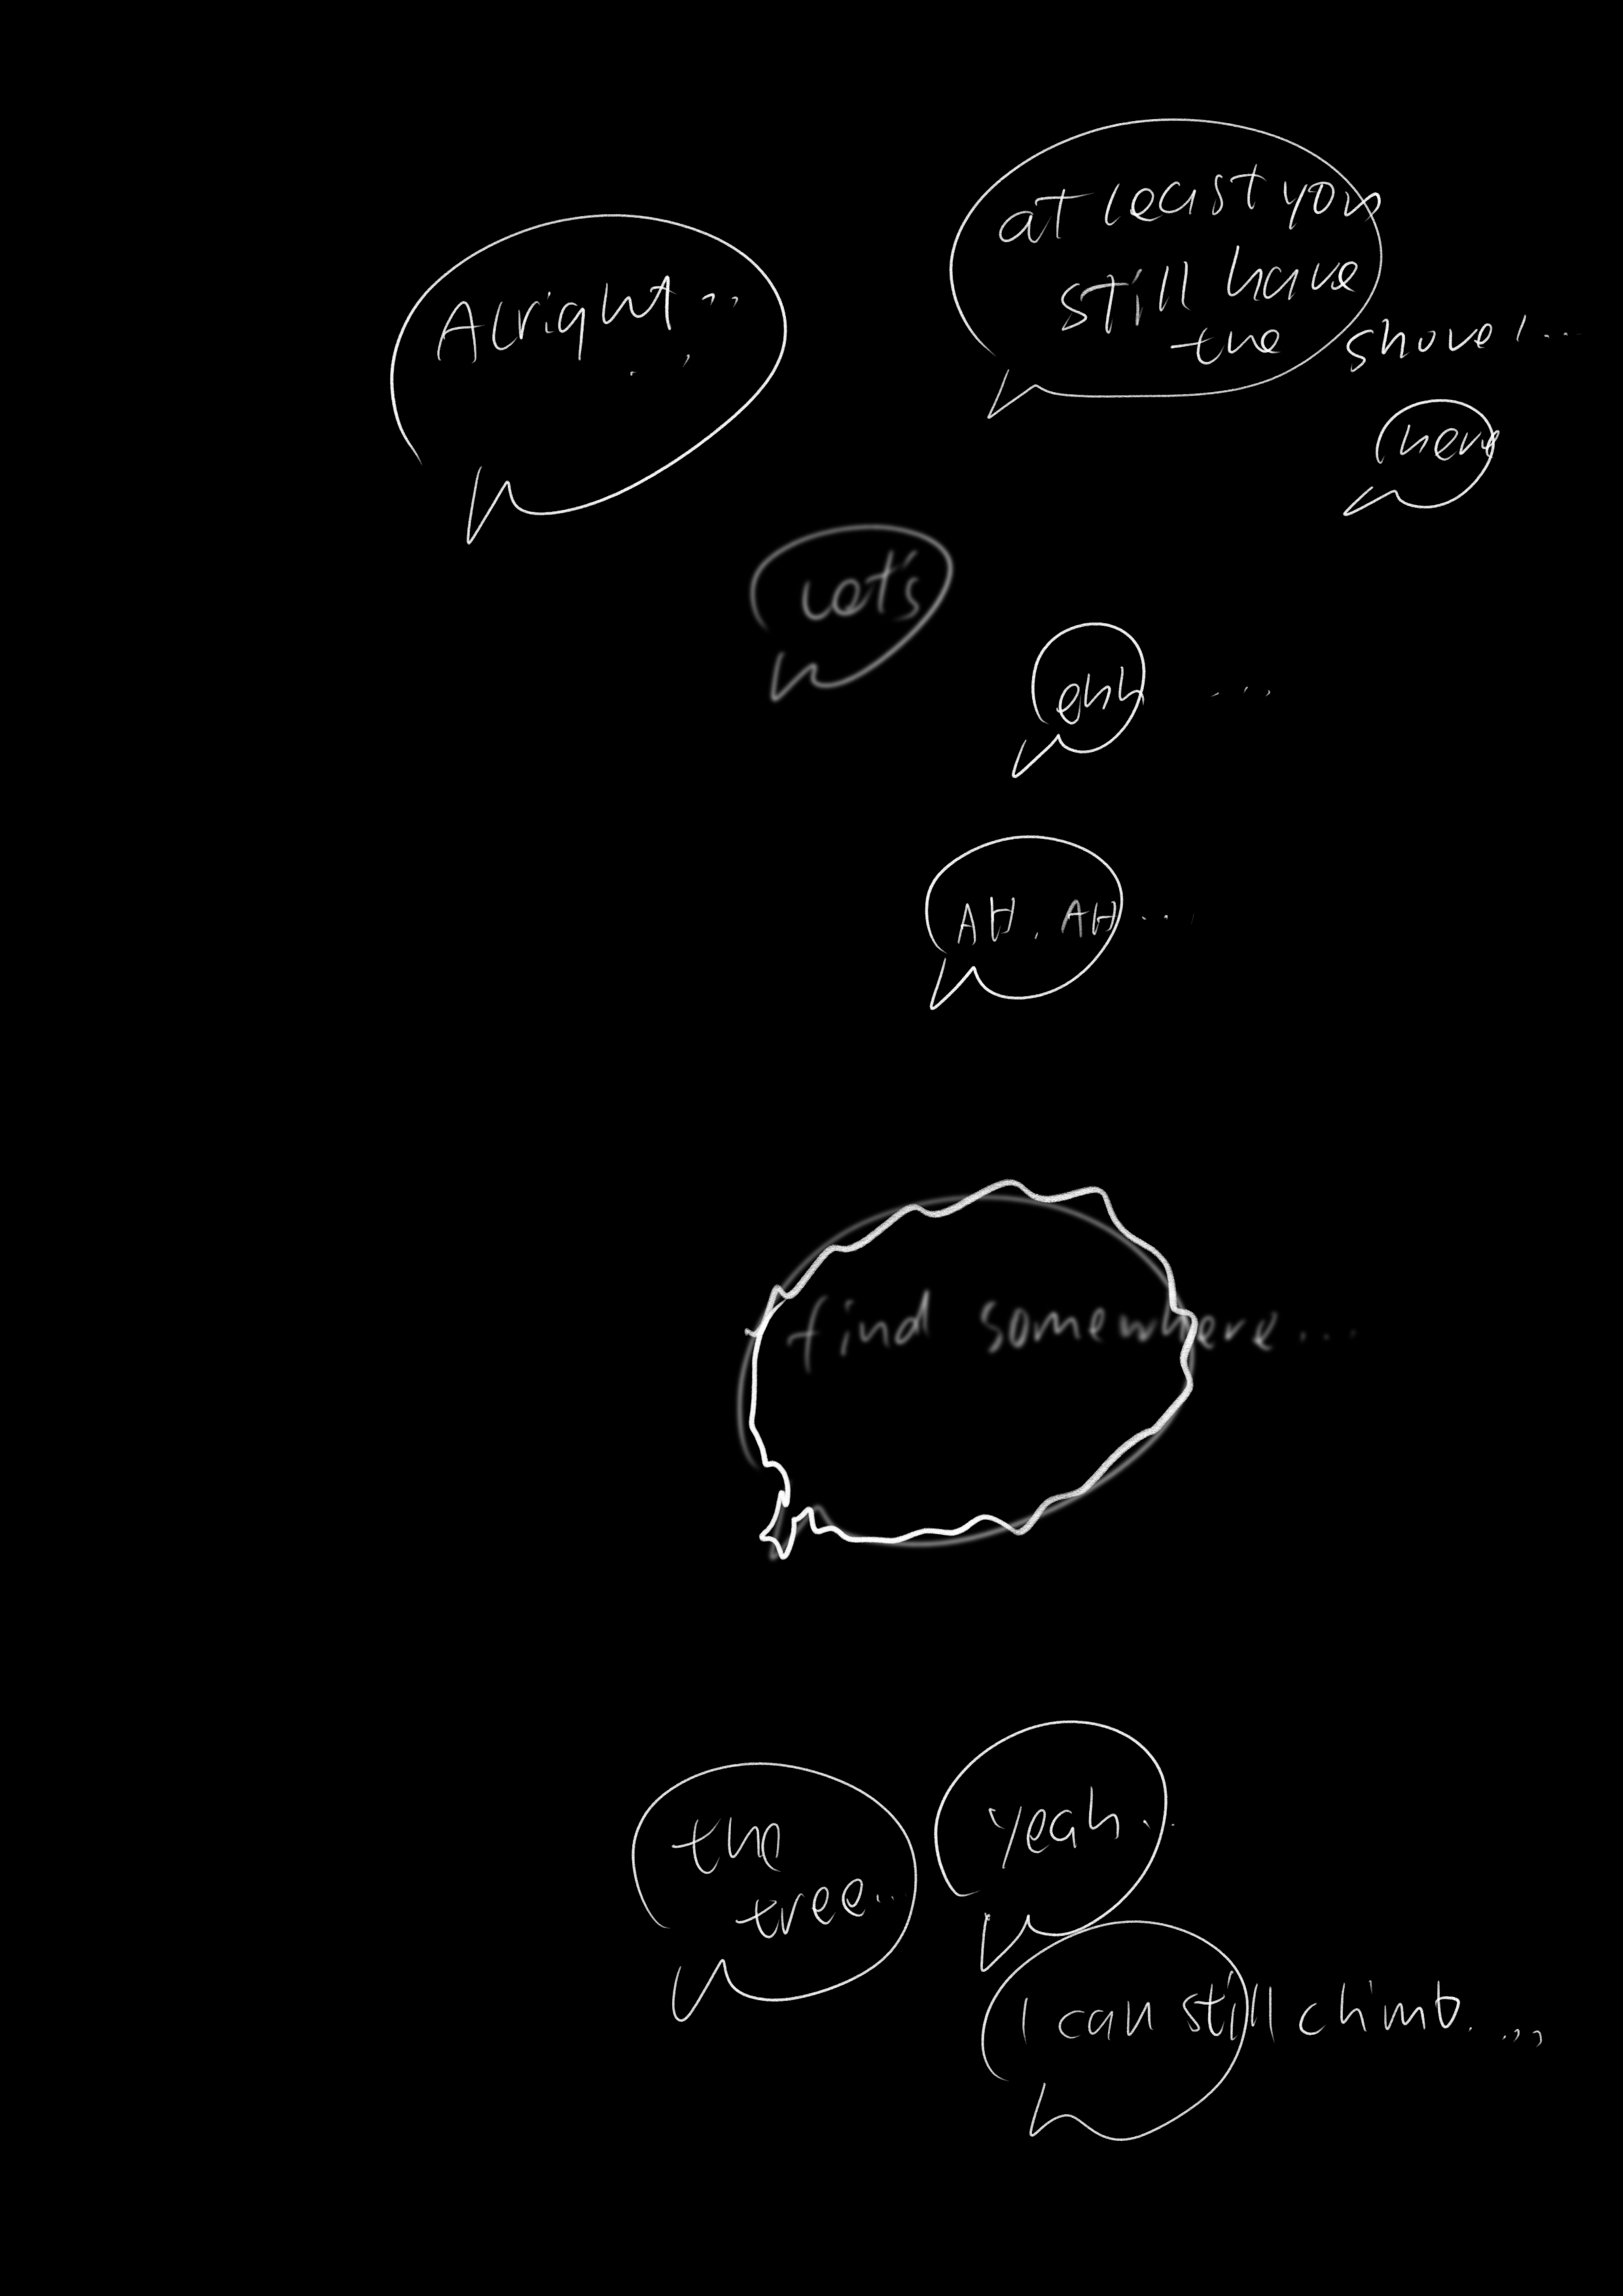 Alright...
at least you
still have
the shovel...
here
Let's
ehh ...
AH, AH...
find somewhere...
the
tree...
Yeah..
I can still climb....